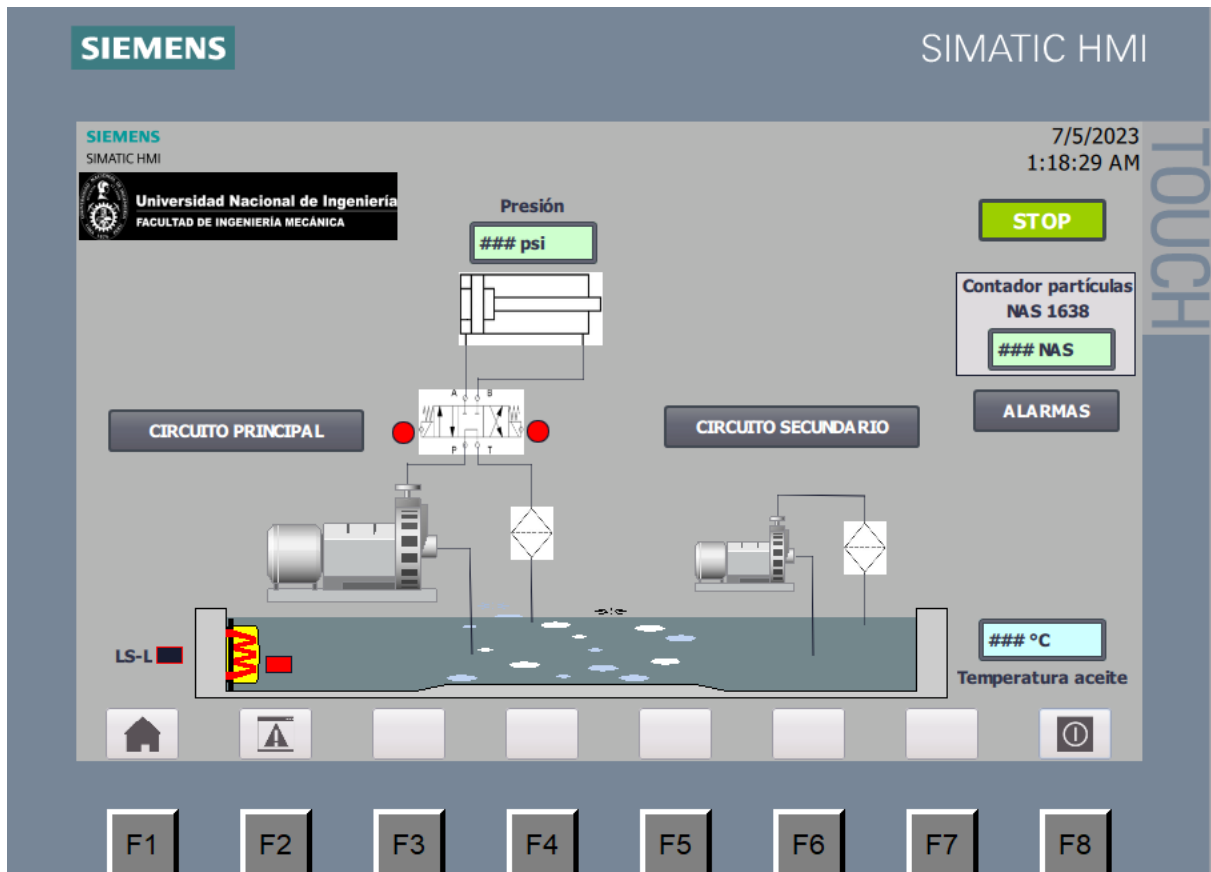 SIEMENS
SIMATIC HMI
TOUCH
SIEMENS
SIMATIC HMI
7/5/2023
1:18:29 AM
Universidad Nacional de Ingeniería
FACULTAD DE INGENIERÍA MECÁNICA
Presión
### psi
STOP
Contador partículas
NAS 1638
### NAS
ALARMAS
CIRCUITO PRINCIPAL
A B
P T
CIRCUITO SECUNDARIO
LS-L
### °C
Temperatura aceite
F1 F2 F3 F4 F5 F6 F7 F8